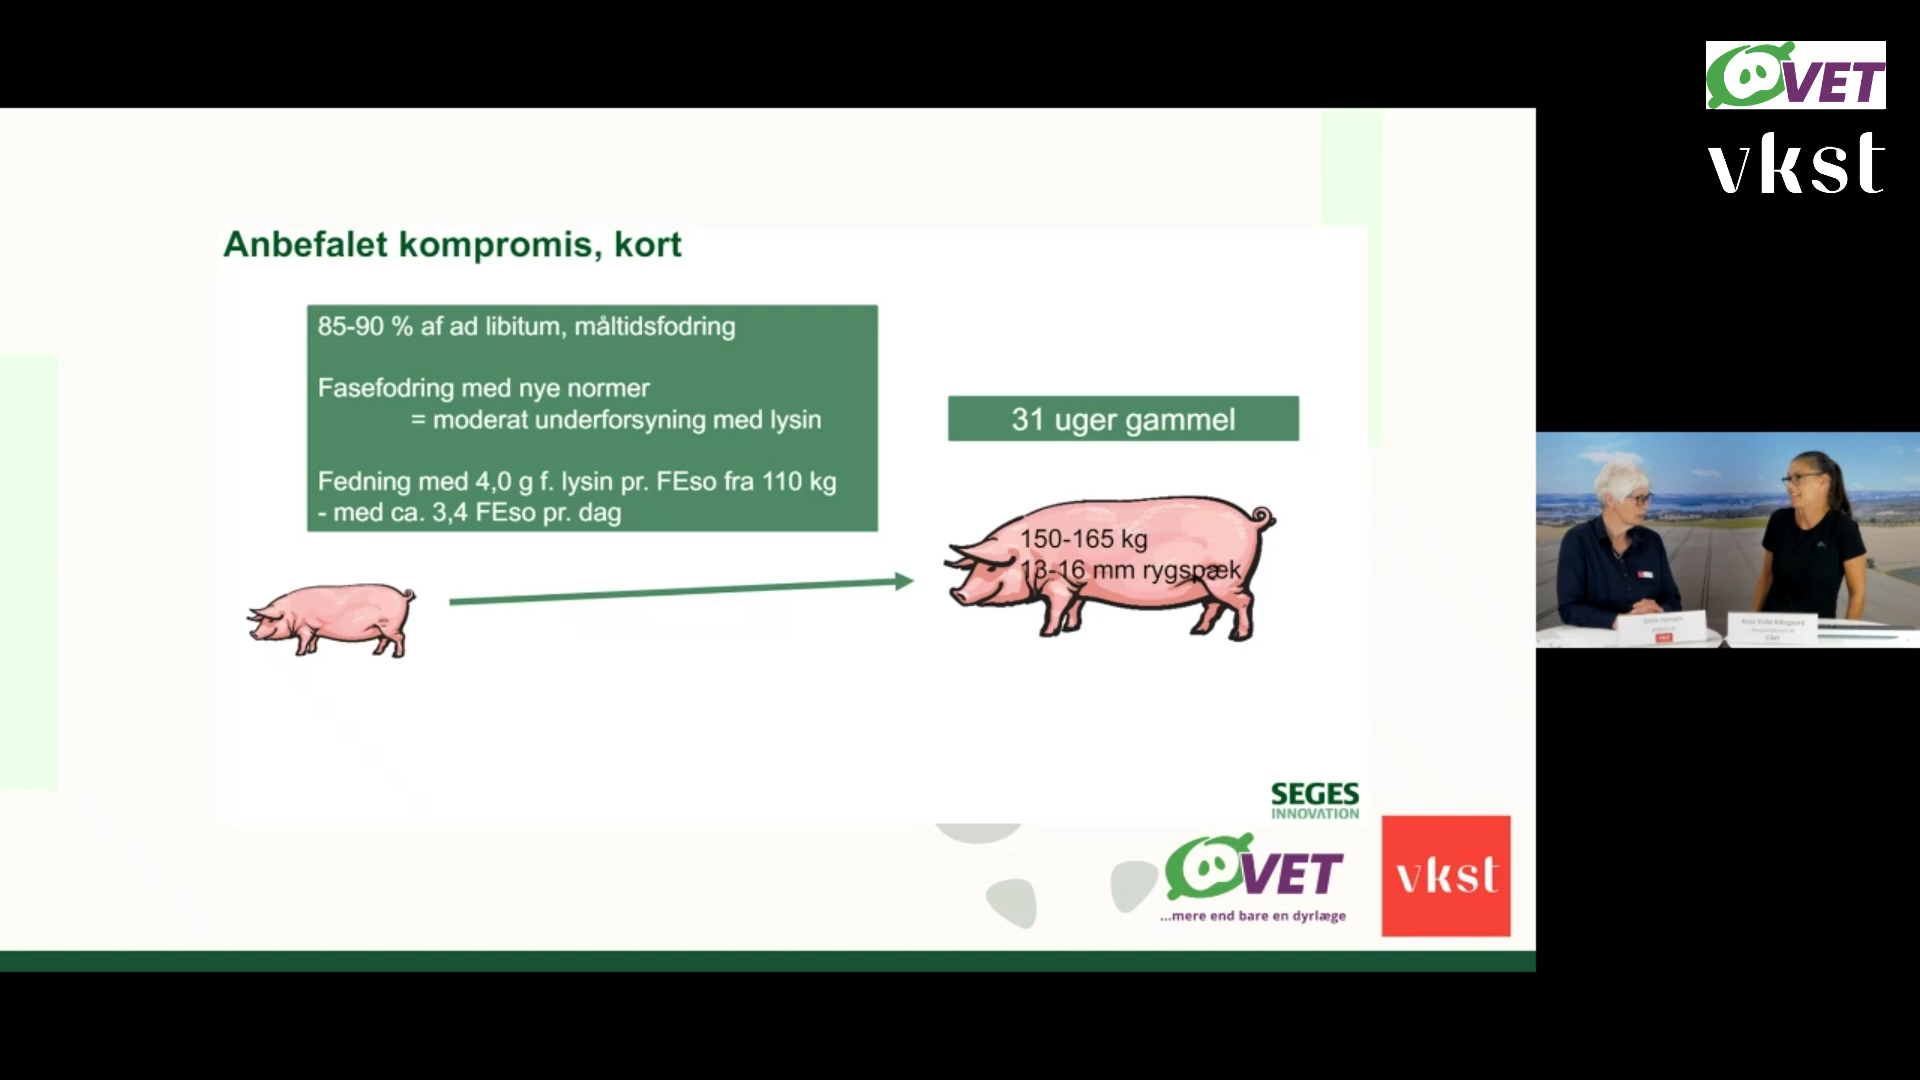 VET
vkst
Anbefalet kompromis, kort
85-90 % af ad libitum, måltidsfodring
Fasefodring med nye normer
= moderat underforsyning med lysin
Fedning med 4,0 g f. lysin pr. FEso fra 110 kg
- med ca. 3,4 FEso pr. dag
31 uger gammel
150-165 kg
13-16 mm rygspæk
SEGES
INNOVATION
VET
...mere end bare en dyrlæge
vkst